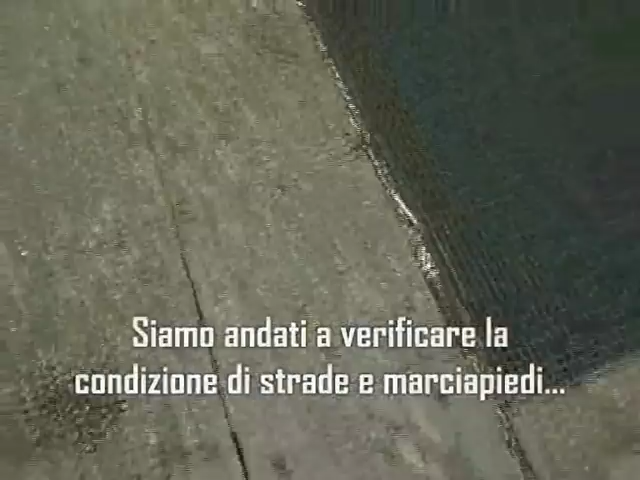 Siamo andati a verificare la
condizione di strade e marciapiedi...